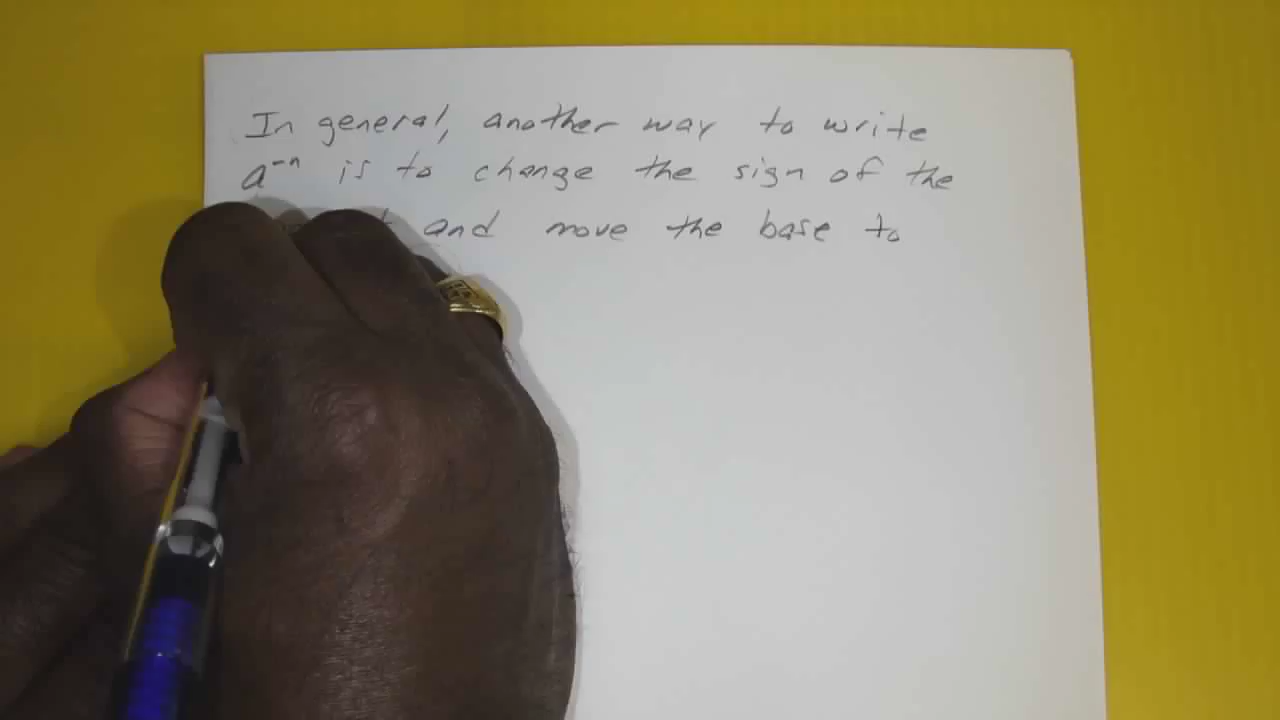 In general, another way to write
a⁻ⁿ is to change the sign of the
and move the base to